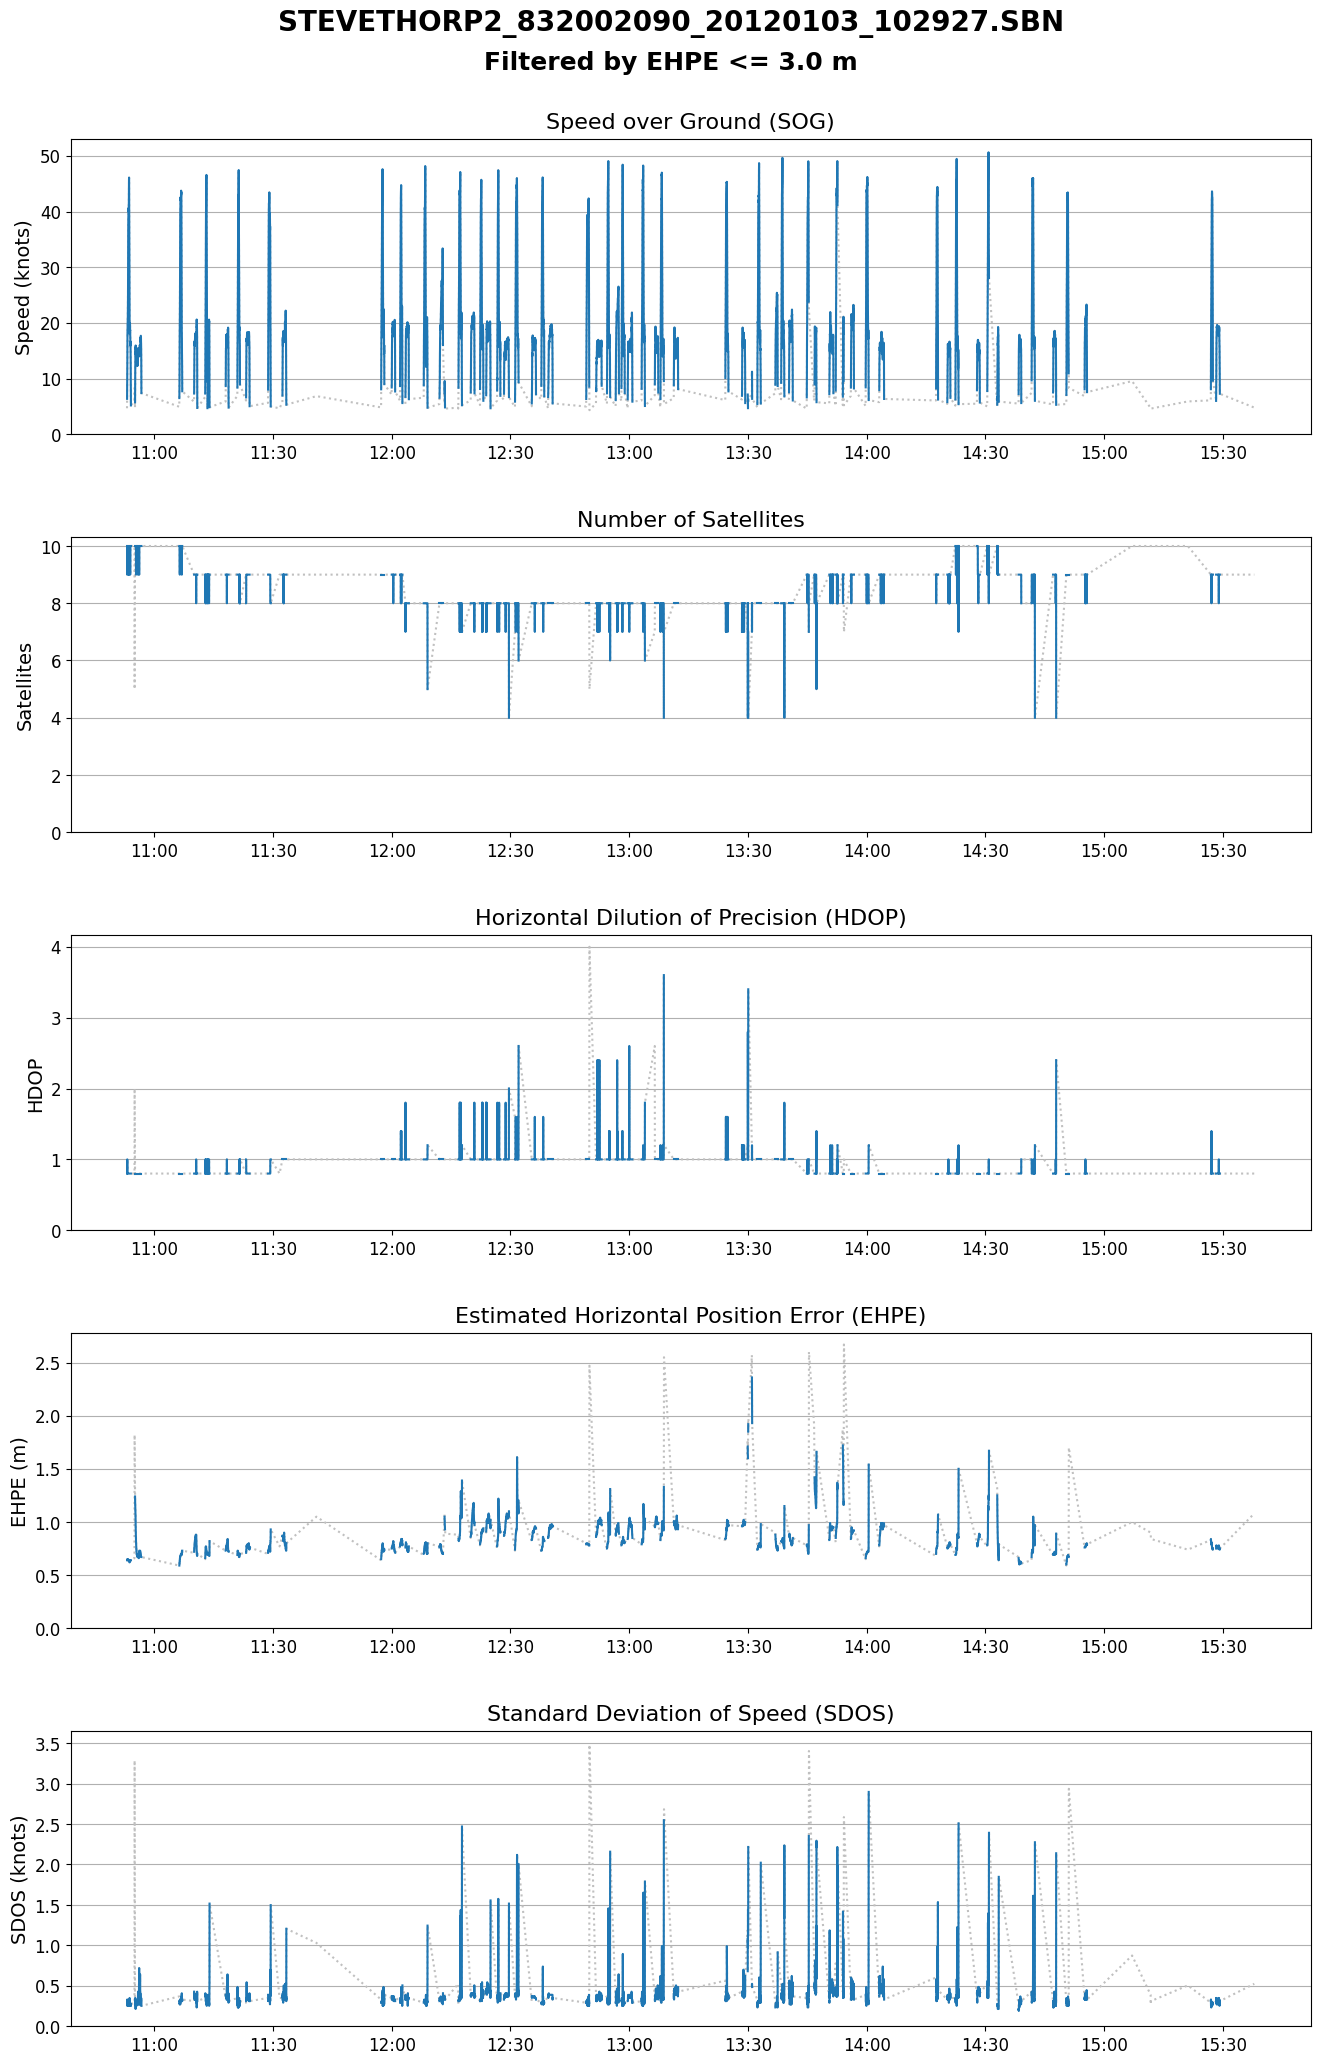 STEVETHORP2_832002090_20120103_102927.SBN
Filtered by EHPE <= 3.0 m
Speed over Ground (SOG)
Speed (knots)
50
40
30
20
10
0
11:00 11:30 12:00 12:30 13:00 13:30 14:00 14:30 15:00 15:30
Number of Satellites
Satellites
10
8
6
4
2
0
11:00 11:30 12:00 12:30 13:00 13:30 14:00 14:30 15:00 15:30
Horizontal Dilution of Precision (HDOP)
HDOP
4
3
2
1
0
11:00 11:30 12:00 12:30 13:00 13:30 14:00 14:30 15:00 15:30
Estimated Horizontal Position Error (EHPE)
EHPE (m)
2.5
2.0
1.5
1.0
0.5
0.0
11:00 11:30 12:00 12:30 13:00 13:30 14:00 14:30 15:00 15:30
Standard Deviation of Speed (SDOS)
SDOS (knots)
3.5
3.0
2.5
2.0
1.5
1.0
0.5
0.0
11:00 11:30 12:00 12:30 13:00 13:30 14:00 14:30 15:00 15:30